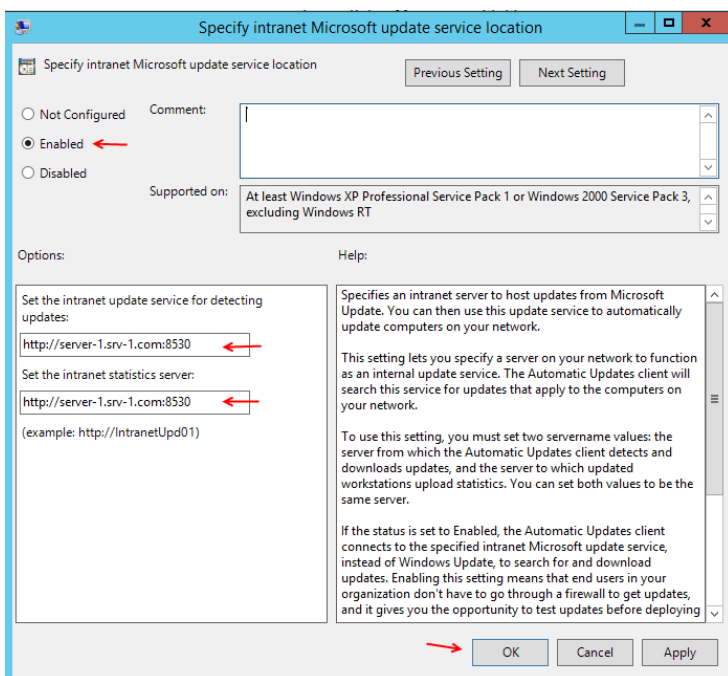 Specify intranet Microsoft update service location
Specify intranet Microsoft update service location
Previous Setting
Next Setting
Not Configured
Comment:
Enabled
Disabled
Supported on:
At least Windows XP Professional Service Pack 1 or Windows 2000 Service Pack 3,
excluding Windows RT
Options:
Help:
Set the intranet update service for detecting
updates:
http://server-1.srv-1.com:8530
Set the intranet statistics server:
http://server-1.srv-1.com:8530
(example: http://IntranetUpd01)
Specifies an intranet server to host updates from Microsoft
Update. You can then use this update service to automatically
update computers on your network.
This setting lets you specify a server on your network to function
as an internal update service. The Automatic Updates client will
search this service for updates that apply to the computers on
your network.
To use this setting, you must set two servername values: the
server from which the Automatic Updates client detects and
downloads updates, and the server to which updated
workstations upload statistics. You can set both values to be the
same server.
If the status is set to Enabled, the Automatic Updates client
connects to the specified intranet Microsoft update service,
instead of Windows Update, to search for and download
updates. Enabling this setting means that end users in your
organization don't have to go through a firewall to get updates,
and it gives you the opportunity to test updates before deploying
OK
Cancel
Apply